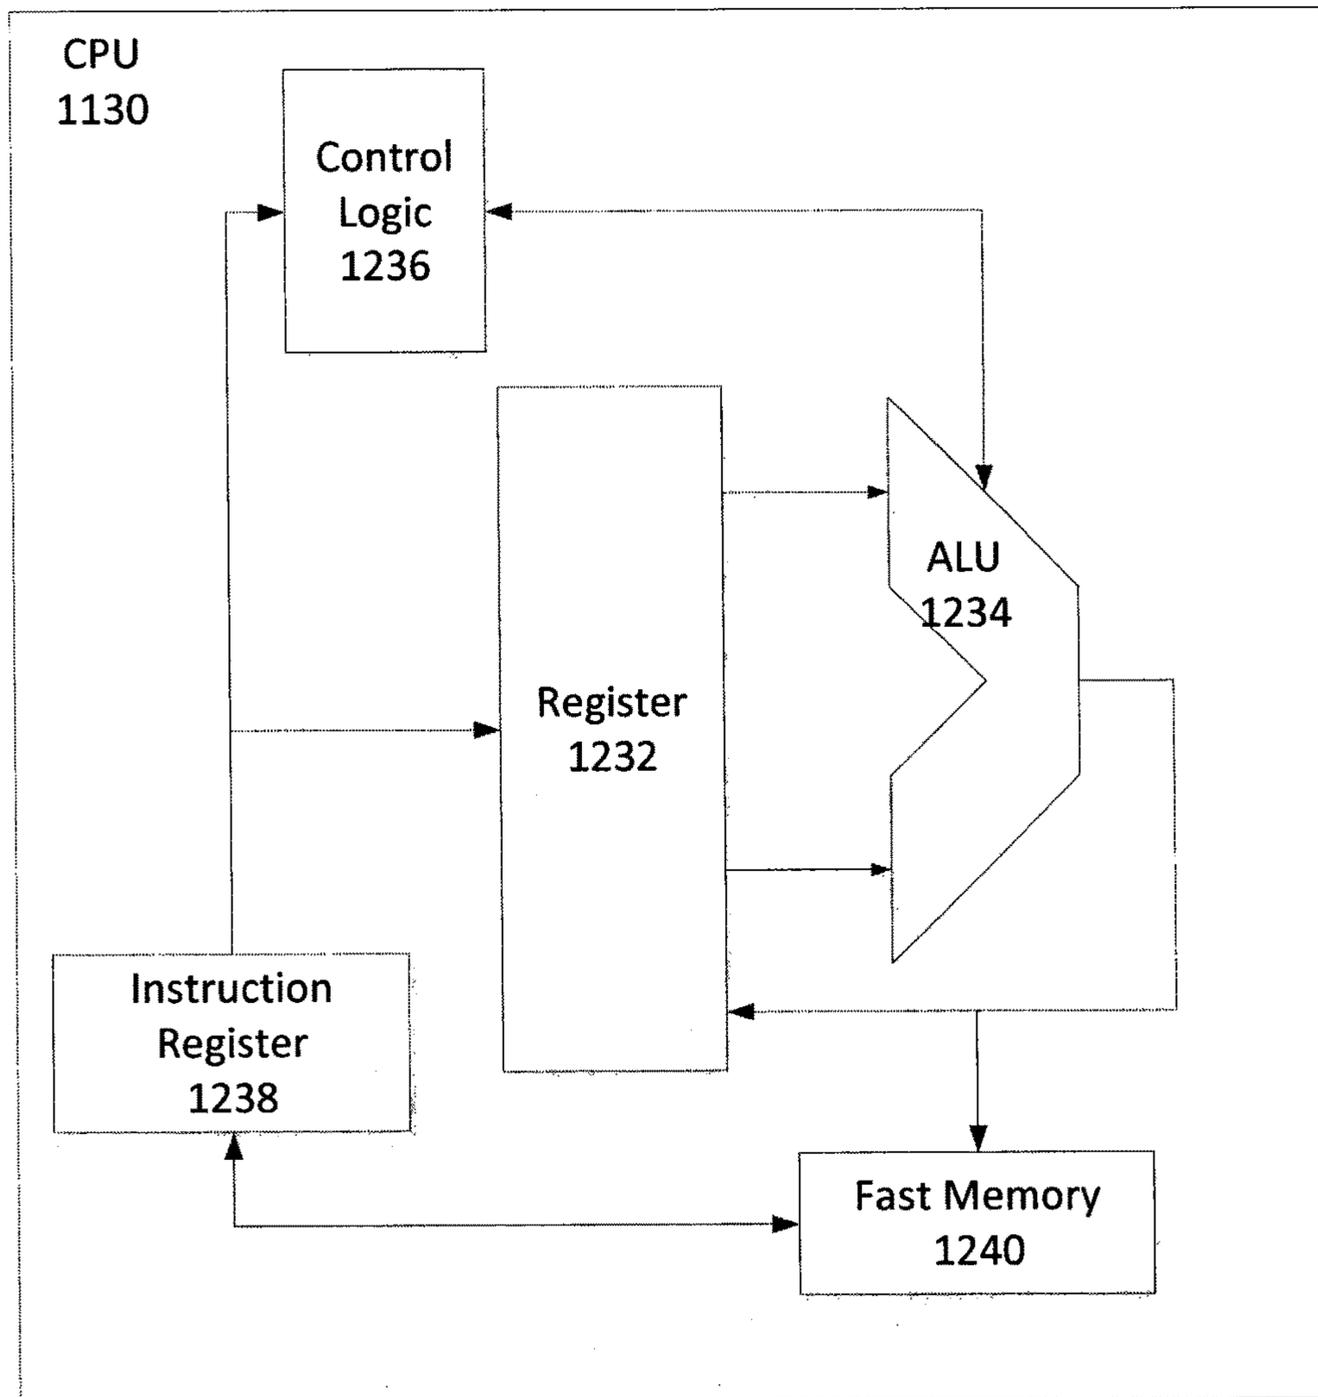 CPU
1130
Control
Logic
1236
ALU
1234
Register
1232
Instruction
Register
1238
Fast Memory
1240